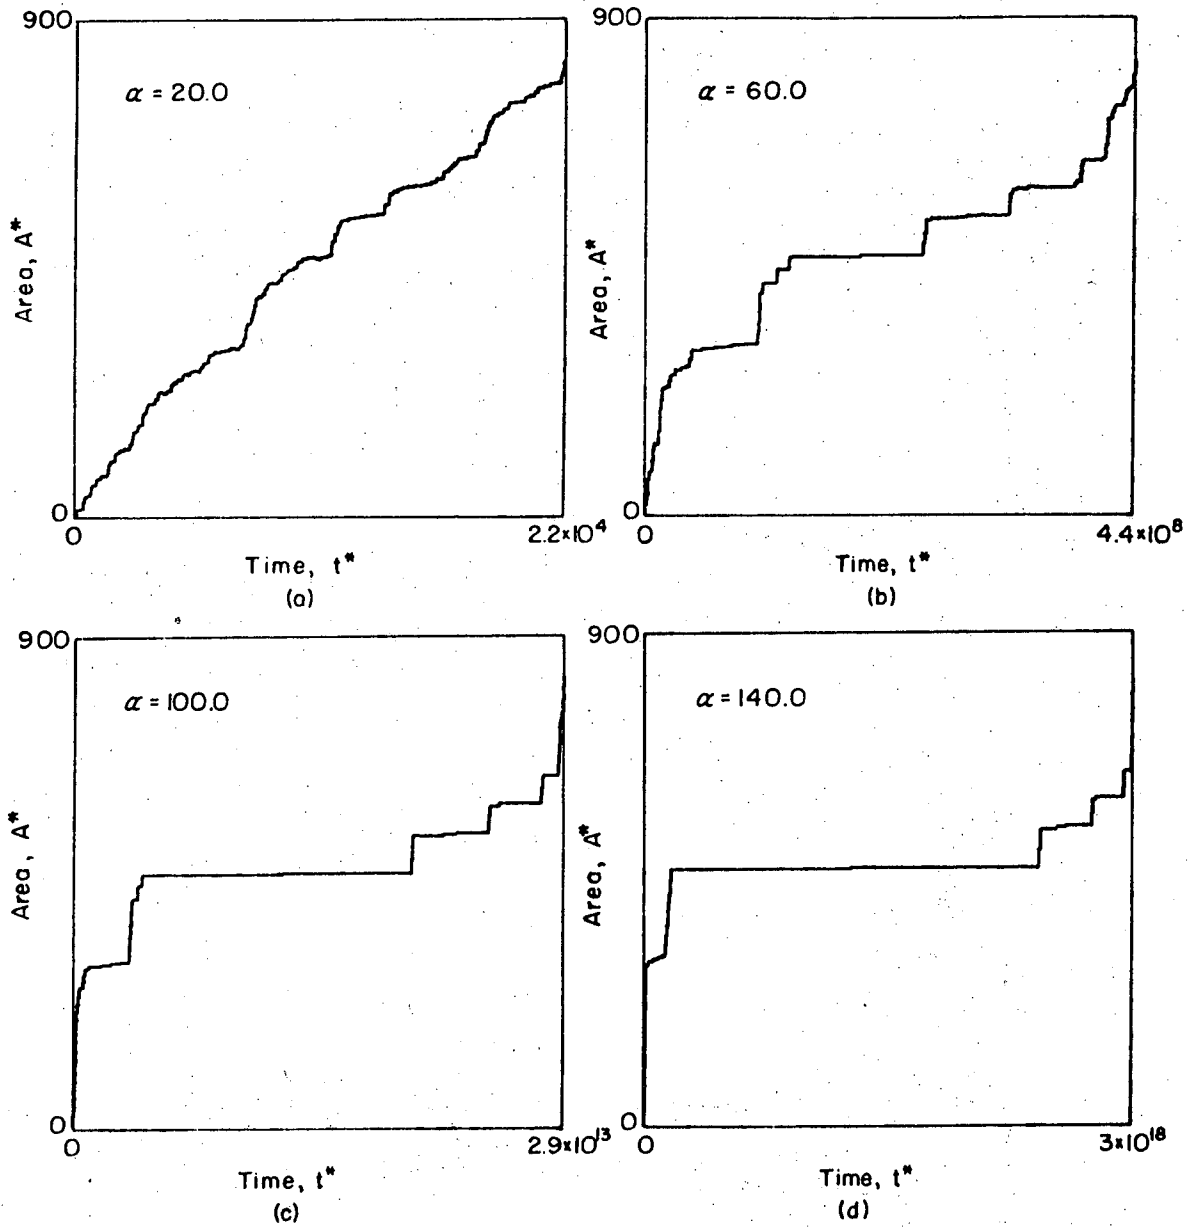 900
α = 20.0
Area, A*
0
0
2.2×10⁴
Time, t*
(a)
900
α = 60.0
Area, A*
0
0
4.4×10⁸
Time, t*
(b)
900
α = 100.0
Area, A*
0
0
2.9×10¹³
Time, t*
(c)
900
α = 140.0
Area, A*
0
0
3×10¹⁸
Time, t*
(d)